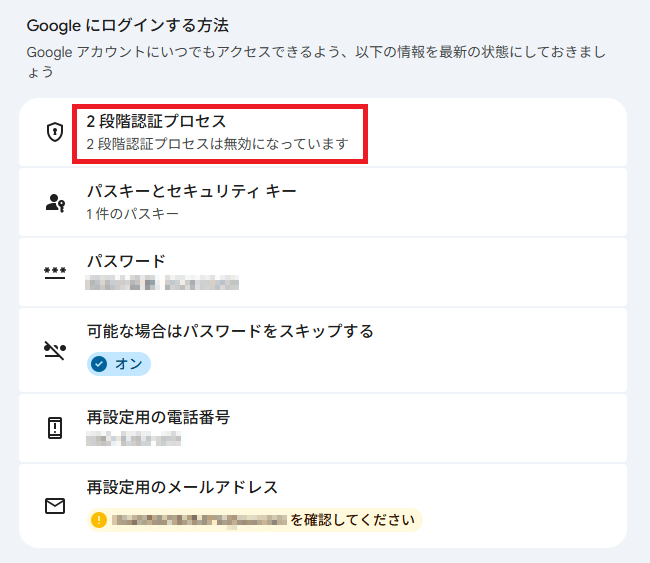 Google にログインする方法
Google アカウントにいつでもアクセスできるよう、以下の情報を最新の状態にしておきまし
ょう
2 段階認証プロセス
2 段階認証プロセスは無効になっています
パスキーとセキュリティ キー
1 件のパスキー
パスワード
可能な場合はパスワードをスキップする
オン
再設定用の電話番号
再設定用のメールアドレス
を確認してください